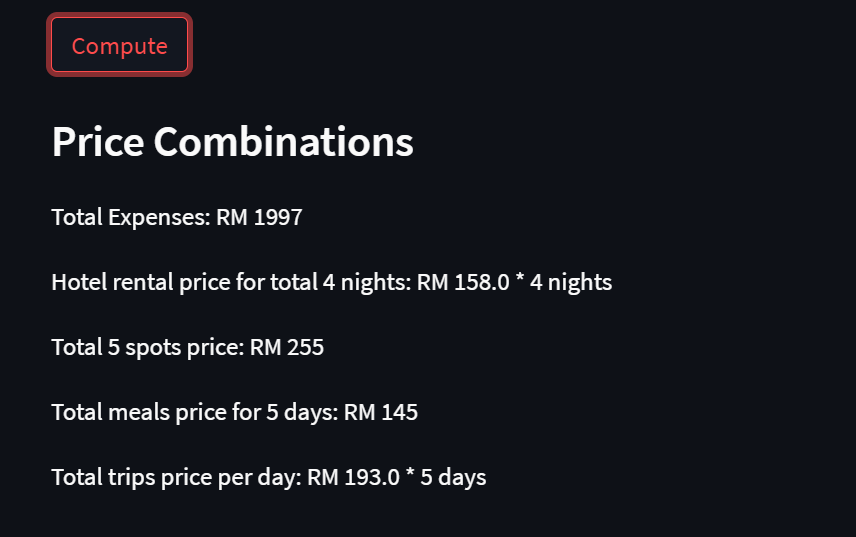 Compute
Price Combinations
Total Expenses: RM 1997
Hotel rental price for total 4 nights: RM 158.0 * 4 nights
Total 5 spots price: RM 255
Total meals price for 5 days: RM 145
Total trips price per day: RM 193.0 * 5 days